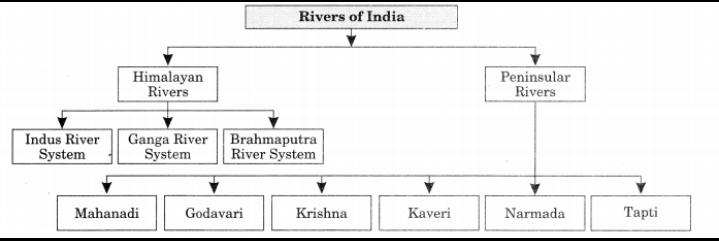 Rivers of India
Himalayan
Rivers
Peninsular
Rivers
Indus River
System
Ganga River
System
Brahmaputra
River System
Mahanadi
Godavari
Krishna
Kaveri
Narmada
Tapti